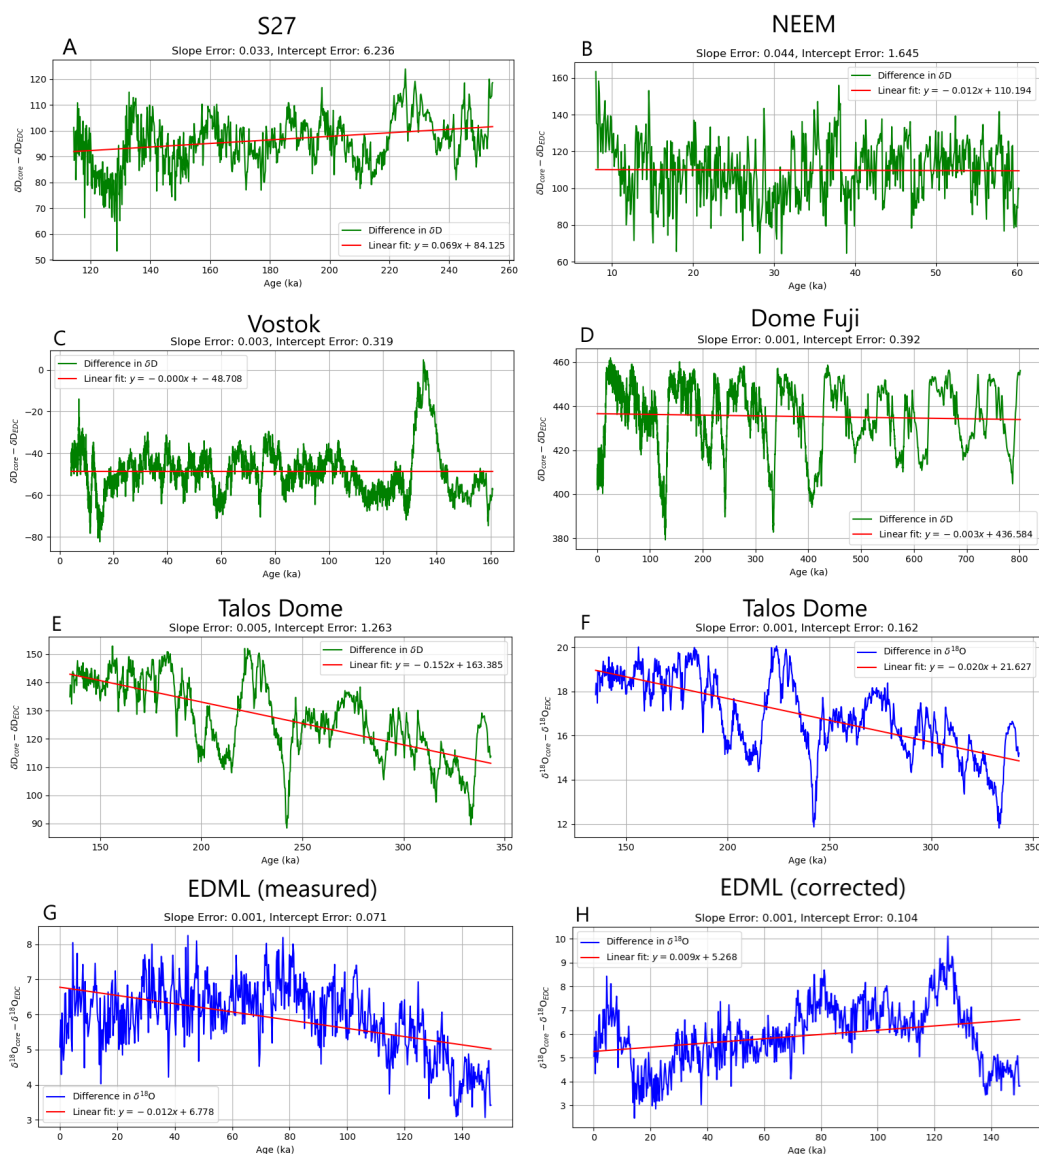 S27
A
Slope Error: 0.033, Intercept Error: 6.236
δD_core − δD_EDC
120
110
100
90
80
70
60
50
Difference in δD
Linear fit: y = 0.069x + 84.125
120 140 160 180 200 220 240 260
Age (ka)
NEEM
B
Slope Error: 0.044, Intercept Error: 1.645
δD_core − δD_EDC
160
140
120
100
80
60
Difference in δD
Linear fit: y = − 0.012x + 110.194
10 20 30 40 50 60
Age (ka)
Vostok
C
Slope Error: 0.003, Intercept Error: 0.319
δD_core − δD_EDC
Difference in δD
Linear fit: y = − 0.000x + − 48.708
0
−20
−40
−60
−80
0 20 40 60 80 100 120 140 160
Age (ka)
Dome Fuji
D
Slope Error: 0.001, Intercept Error: 0.392
δD_core − δD_EDC
460
440
420
400
380
Difference in δD
Linear fit: y = − 0.003x + 436.584
0 100 200 300 400 500 600 700 800
Age (ka)
Talos Dome
E
Slope Error: 0.005, Intercept Error: 1.263
δD_core − δD_EDC
Difference in δD
Linear fit: y = − 0.152x + 163.385
150
140
130
120
110
100
90
150 200 250 300 350
Age (ka)
Talos Dome
F
Slope Error: 0.001, Intercept Error: 0.162
δ¹⁸O_core − δ¹⁸O_EDC
Difference in δ¹⁸O
Linear fit: y = − 0.020x + 21.627
20
18
16
14
12
150 200 250 300 350
Age (ka)
EDML (measured)
G
Slope Error: 0.001, Intercept Error: 0.071
δ¹⁸O_core − δ¹⁸O_EDC
8
7
6
5
4
3
Difference in δ¹⁸O
Linear fit: y = − 0.012x + 6.778
0 20 40 60 80 100 120 140
Age (ka)
EDML (corrected)
H
Slope Error: 0.001, Intercept Error: 0.104
δ¹⁸O_core − δ¹⁸O_EDC
Difference in δ¹⁸O
Linear fit: y = 0.009x + 5.268
10
9
8
7
6
5
4
3
0 20 40 60 80 100 120 140
Age (ka)